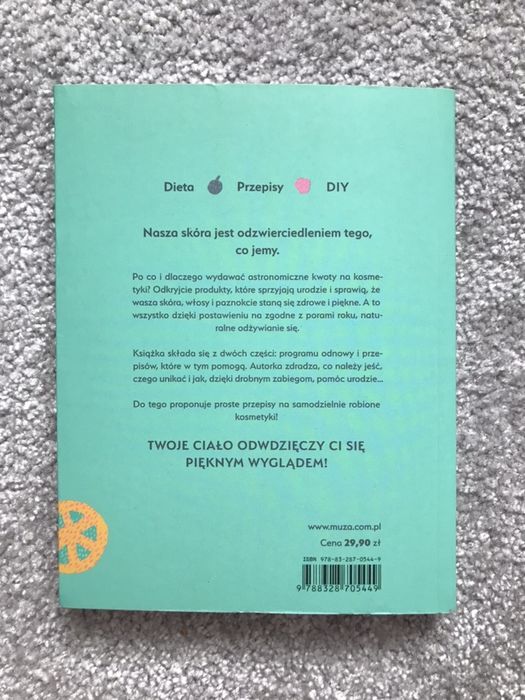 Dieta Przepisy DIY
Nasza skóra jest odzwierciedleniem tego,
co jemy.
Po co i dlaczego wydawać astronomiczne kwoty na kosme-
tyki? Odkryjcie produkty, które sprzyjają urodzie i sprawią, że
wasza skóra, włosy i paznokcie staną się zdrowe i piękne. A to
wszystko dzięki postawieniu na zgodne z porami roku, natu-
ralne odżywianie się.
Książka składa się z dwóch części: programu odnowy i prze-
pisów, które w tym pomogą. Autorka zdradza, co należy jeść,
czego unikać i jak, dzięki drobnym zabiegom, pomóc urodzie...
Do tego proponuje proste przepisy na samodzielnie robione
kosmetyki!
TWOJE CIAŁO ODWDZIĘCZY CI SIĘ
PIĘKNYM WYGLĄDEM!
www.muza.com.pl
Cena 29,90 zł
ISBN 978-83-287-0544-9
9 788328 705449